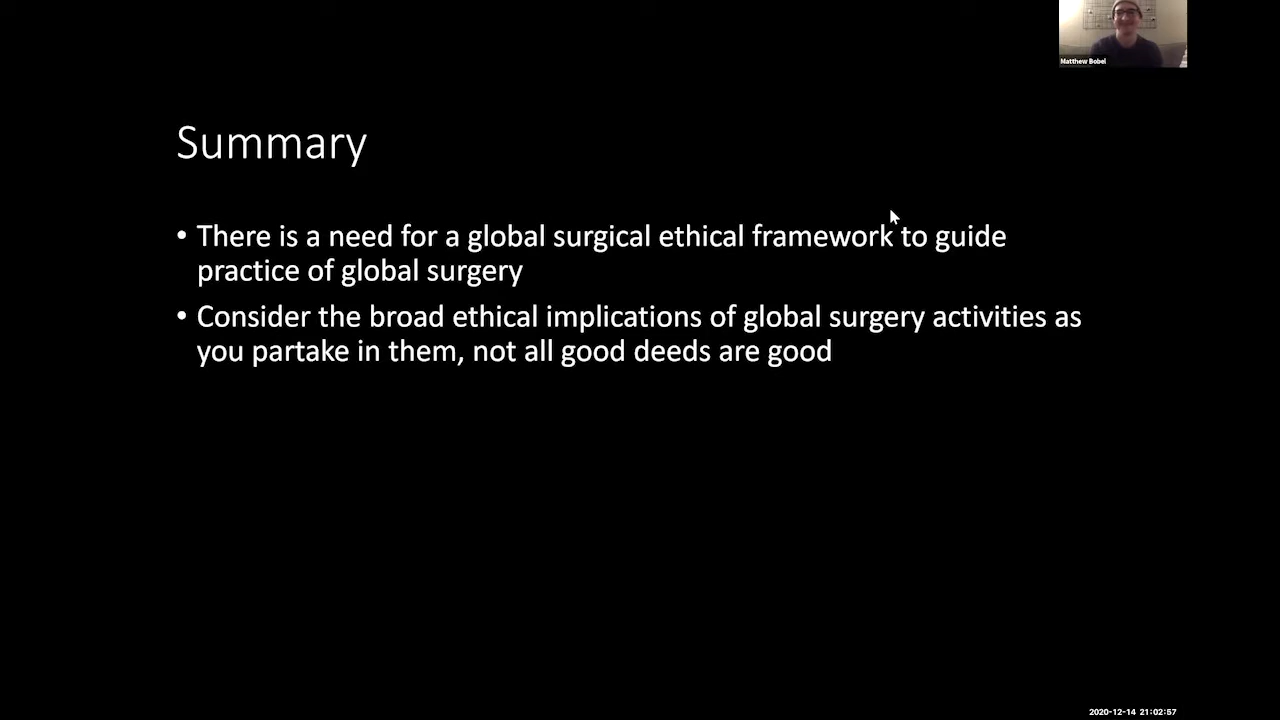 Matthew Bobel
Summary
• There is a need for a global surgical ethical framework to guide
practice of global surgery
• Consider the broad ethical implications of global surgery activities as
you partake in them, not all good deeds are good
2020-12-14 21:02:57